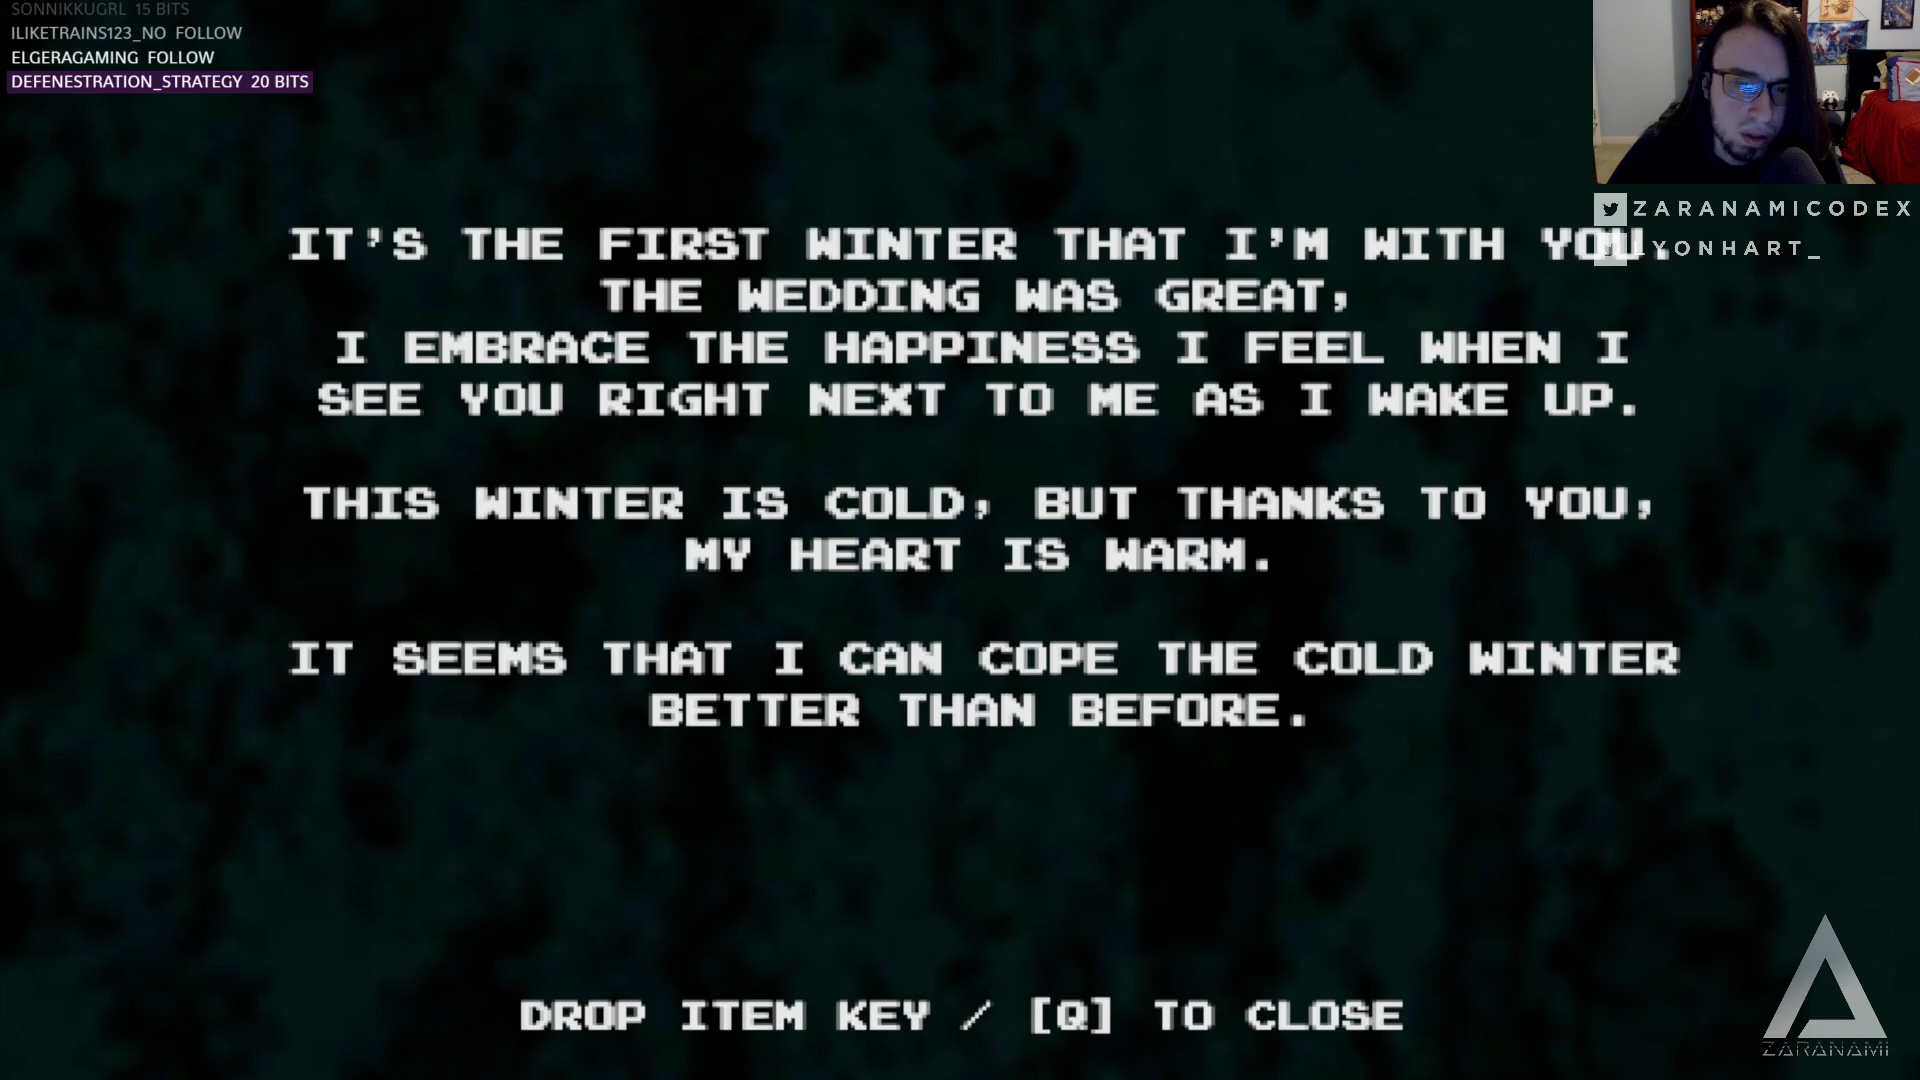 SONNIKKUGRL 15 BITS
ILIKETRAINS123_NO FOLLOW
ELGERAGAMING FOLLOW
DEFENESTRATION_STRATEGY 20 BITS
ZARANAMICODEX
LYONHART_
IT'S THE FIRST WINTER THAT I'M WITH YOU.
THE WEDDING WAS GREAT,
I EMBRACE THE HAPPINESS I FEEL WHEN I
SEE YOU RIGHT NEXT TO ME AS I WAKE UP.
THIS WINTER IS COLD, BUT THANKS TO YOU,
MY HEART IS WARM.
IT SEEMS THAT I CAN COPE THE COLD WINTER
BETTER THAN BEFORE.
DROP ITEM KEY / [Q] TO CLOSE
ZARANAMI